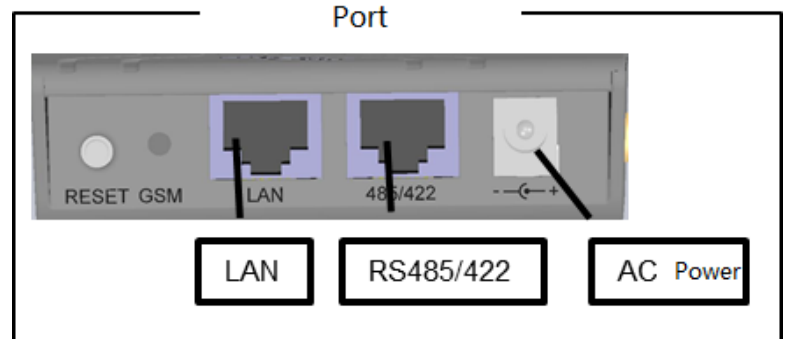 Port
RESET GSM LAN 485/422 - +
LAN RS485/422 AC Power